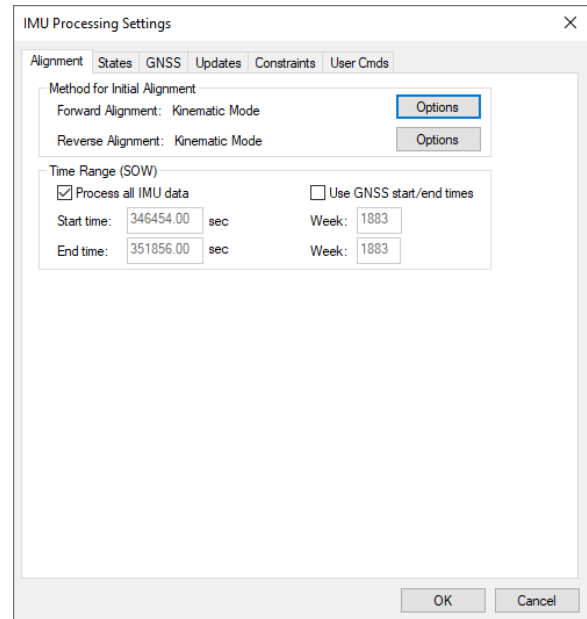 IMU Processing Settings
Alignment States GNSS Updates Constraints User Cmds
Method for Initial Alignment
Forward Alignment: Kinematic Mode Options
Reverse Alignment: Kinematic Mode Options
Time Range (SOW)
Process all IMU data Use GNSS start/end times
Start time: 346454.00 sec Week: 1883
End time: 351856.00 sec Week: 1883
OK Cancel